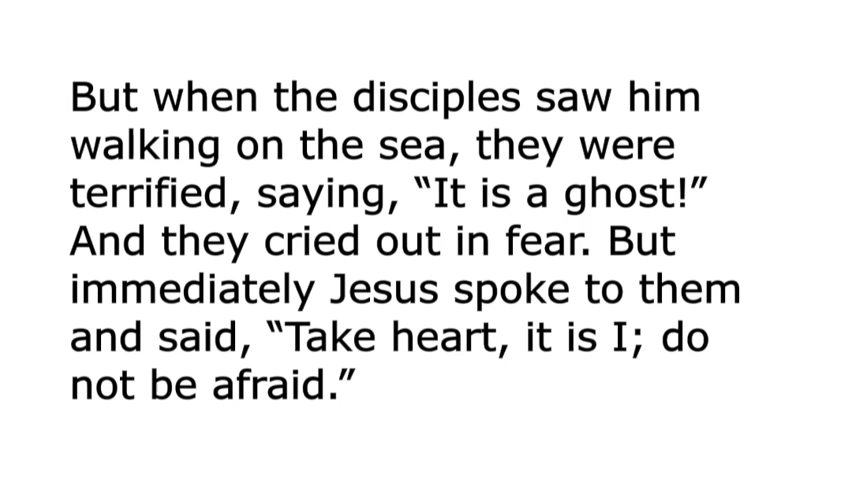 But when the disciples saw him
walking on the sea, they were
terrified, saying, “It is a ghost!”
And they cried out in fear. But
immediately Jesus spoke to them
and said, “Take heart, it is I; do
not be afraid.”